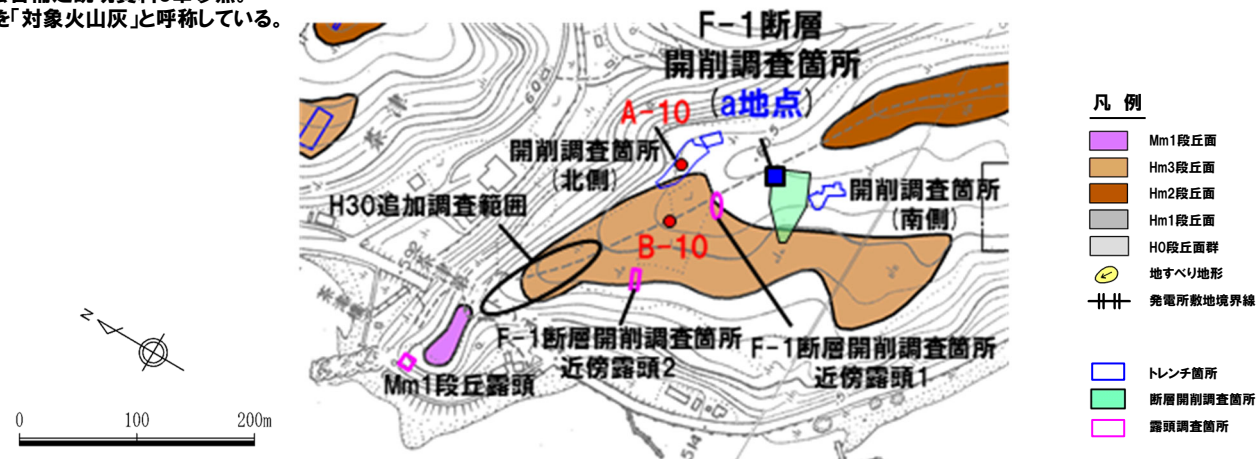 を「対象火山灰」と呼称している。
F-1断層
開削調査箇所
(a地点)
A-10
開削調査箇所
(北側)
開削調査箇所
(南側)
H30追加調査範囲
B-10
F-1断層開削調査箇所
近傍露頭2
F-1断層開削調査箇所
近傍露頭1
Mm1段丘露頭
60
50
514
N
0 100 200m
凡 例
Mm1段丘面
Hm3段丘面
Hm2段丘面
Hm1段丘面
H0段丘面群
地すべり地形
発電所敷地境界線
トレンチ箇所
断層開削調査箇所
露頭調査箇所